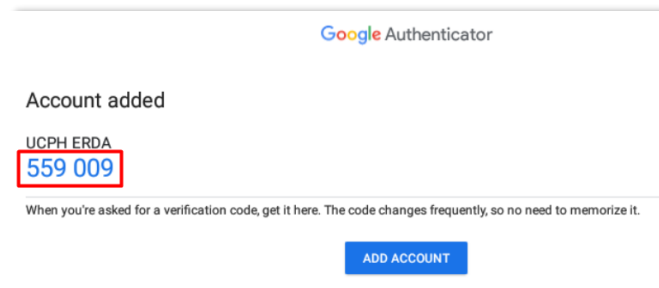 Google Authenticator
Account added
UCPH ERDA
559 009
When you're asked for a verification code, get it here. The code changes frequently, so no need to memorize it.
ADD ACCOUNT